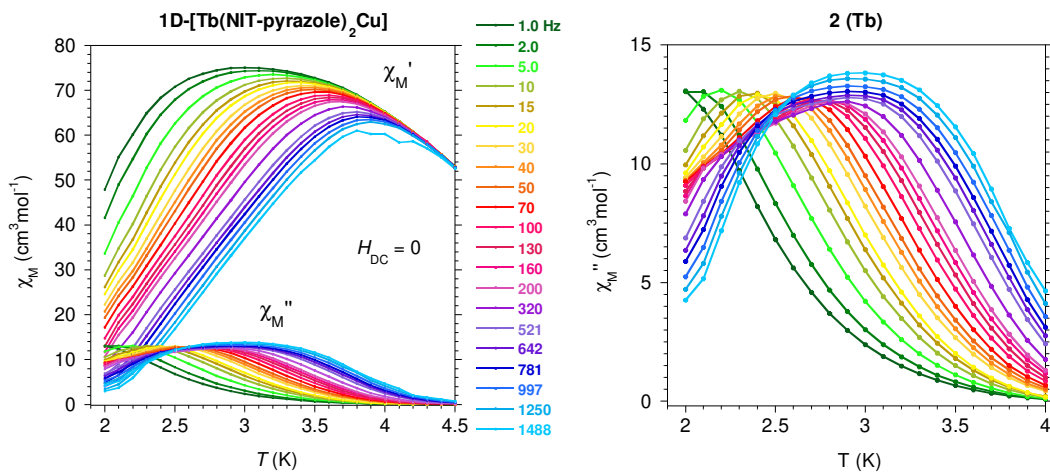 1D-[Tb(NIT-pyrazole)₂Cu]
80
70
60
50
40
30
20
10
0
χM (cm³mol⁻¹)
χM'
HDC = 0
χM"
2 2.5 3 3.5 4 4.5
T (K)
1.0 Hz
2.0
5.0
10
15
20
30
40
50
70
100
130
160
200
320
521
642
781
997
1250
1488
2 (Tb)
15
10
5
0
χM" (cm³mol⁻¹)
2 2.5 3 3.5 4
T (K)